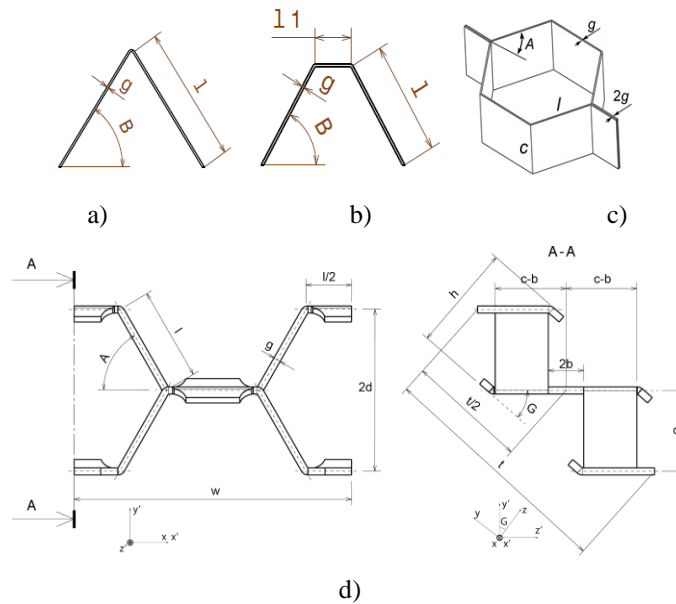 l
g
B
a)
l1
g
l
B
b)
g
A
l
2g
c
c)
A
l/2
l
g
A
2d
w
A
y'
z'
x x'
A-A
c-b
c-b
h
2b
t/2
G
t
y'
y
z
G
x
x'
z'
d)